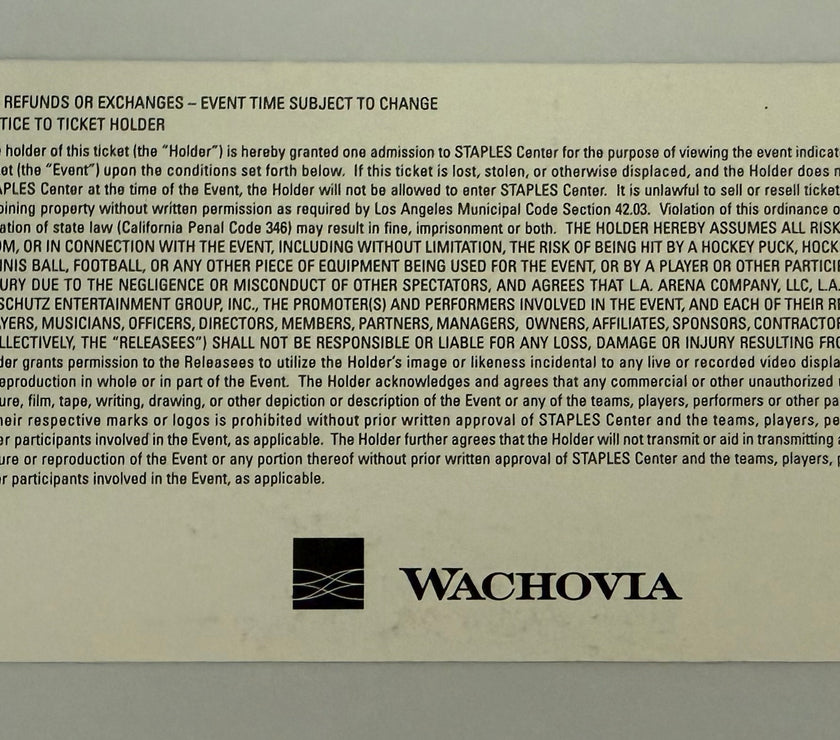 REFUNDS OR EXCHANGES – EVENT TIME SUBJECT TO CHANGE
TICE TO TICKET HOLDER
holder of this ticket (the "Holder") is hereby granted one admission to STAPLES Center for the purpose of viewing the event indicat
et (the "Event") upon the conditions set forth below. If this ticket is lost, stolen, or otherwise displaced, and the Holder does n
APLES Center at the time of the Event, the Holder will not be allowed to enter STAPLES Center. It is unlawful to sell or resell ticket
oining property without written permission as required by Los Angeles Municipal Code Section 42.03. Violation of this ordinance o
ation of state law (California Penal Code 346) may result in fine, imprisonment or both. THE HOLDER HEREBY ASSUMES ALL RISK
OM, OR IN CONNECTION WITH THE EVENT, INCLUDING WITHOUT LIMITATION, THE RISK OF BEING HIT BY A HOCKEY PUCK, HOCK
NNIS BALL, FOOTBALL, OR ANY OTHER PIECE OF EQUIPMENT BEING USED FOR THE EVENT, OR BY A PLAYER OR OTHER PARTICIP
URY DUE TO THE NEGLIGENCE OR MISCONDUCT OF OTHER SPECTATORS, AND AGREES THAT L.A. ARENA COMPANY, LLC, L.A.
SCHUTZ ENTERTAINMENT GROUP, INC., THE PROMOTER(S) AND PERFORMERS INVOLVED IN THE EVENT, AND EACH OF THEIR RE
AYERS, MUSICIANS, OFFICERS, DIRECTORS, MEMBERS, PARTNERS, MANAGERS, OWNERS, AFFILIATES, SPONSORS, CONTRACTO
LLECTIVELY, THE "RELEASEES") SHALL NOT BE RESPONSIBLE OR LIABLE FOR ANY LOSS, DAMAGE OR INJURY RESULTING FRO
der grants permission to the Releasees to utilize the Holder's image or likeness incidental to any live or recorded video displa
eproduction in whole or in part of the Event. The Holder acknowledges and agrees that any commercial or other unauthorized
ure, film, tape, writing, drawing, or other depiction or description of the Event or any of the teams, players, performers or other pa
heir respective marks or logos is prohibited without prior written approval of STAPLES Center and the teams, players, pe
er participants involved in the Event, as applicable. The Holder further agrees that the Holder will not transmit or aid in transmitting
ure or reproduction of the Event or any portion thereof without prior written approval of STAPLES Center and the teams, players,
er participants involved in the Event, as applicable.
WACHOVIA